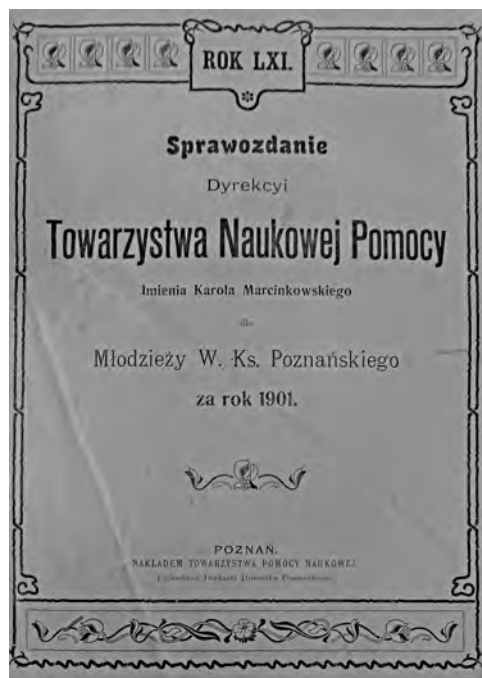 ROK LXI.
Sprawozdanie
Dyrekcyi
Towarzystwa Naukowej Pomocy
Imienia Karola Marcinkowskiego
dla
Młodzieży W. Ks. Poznańskiego
za rok 1901.
POZNAŃ.
NAKŁADEM TOWARZYSTWA POMOCY NAUKOWEJ.